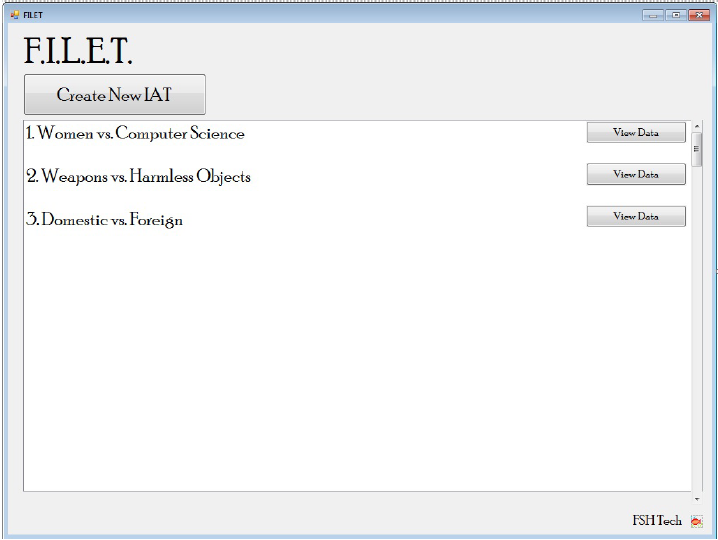 FILET
F.I.L.E.T.
Create New IAT
1. Women vs. Computer Science
View Data
2. Weapons vs. Harmless Objects
View Data
3. Domestic vs. Foreign
View Data
FSH Tech